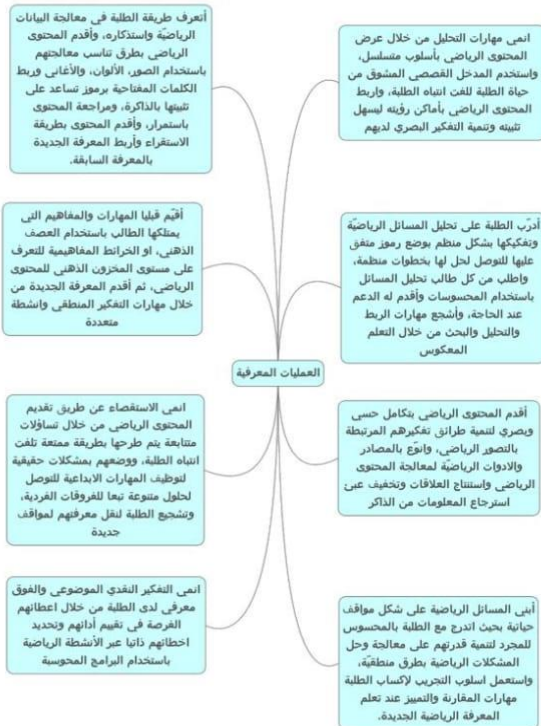 انمي مهارات التحليل من خلال عرض
المحتوى الرياضي بأسلوب متسلسل،
واستخدم المدخل القصصي المشوق من
حياة الطلبة للفت انتباه الطلبة، واربط
المحتوى الرياضي بأماكن رؤيته ليسهل
تثبيته وتنمية التفكير البصري لديهم
أدرّب الطلبة على تحليل المسائل الرياضيّة
وتفكيكها بشكل منظم بوضع رموز متفق
عليها للتوصل لحل لها بخطوات منظمة،
واطلب من كل طالب تحليل المسائل
باستخدام المحسوسات وأقدم له الدعم
عند الحاجة، وأشجع مهارات الربط
والتحليل والبحث من خلال التعلم
المعكوس
أقدم المحتوى الرياضي بتكامل حسي
وبصري لتنمية طرائق تفكيرهم المرتبطة
بالتصور الرياضي، وانوّع بالمصادر
والادوات الرياضيّة لمعالجة المحتوى
الرياضي واستنتاج العلاقات وتخفيف عبئ
استرجاع المعلومات من الذاكر
أبني المسائل الرياضية على شكل مواقف
حياتية بحيث اتدرج مع الطلبة بالمحسوس
للمجرد لتنمية قدرتهم على معالجة وحل
المشكلات الرياضية بطرق منطقيّة،
واستعمل اسلوب التجريب لإكساب الطلبة
مهارات المقارنة والتمييز عند تعلم
المعرفة الرياضية الجديدة.
العمليات المعرفية
أتعرف طريقة الطلبة في معالجة البيانات
الرياضيّة واستذكاره، وأقدم المحتوى
الرياضي بطرق تناسب معالجتهم
باستخدام الصور، الألوان، والأغاني وربط
الكلمات المفتاحية برموز تساعد على
تثبيتها بالذاكرة، ومراجعة المحتوى
باستمرار، وأقدم المحتوى بطريقة
الاستقراء وأربط المعرفة الجديدة
بالمعرفة السابقة.
أقيّم قبليا المهارات والمفاهيم التي
يمتلكها الطالب باستخدام العصف
الذهني، او الخرائط المفاهيمية للتعرف
على مستوى المخزون الذهني للمحتوى
الرياضي، ثم أقدم المعرفة الجديدة من
خلال مهارات التفكير المنطقي وانشطة
متعددة
انمي الاستقصاء عن طريق تقديم
المحتوى الرياضي من خلال تساؤلات
متتابعة يتم طرحها بطريقة ممتعة تلفت
انتباه الطلبة، ووضعهم بمشكلات حقيقية
لتوظيف المهارات الابداعية للتوصل
لحلول متنوعة تبعا للفروقات الفردية،
وتشجيع الطلبة لنقل معرفتهم لمواقف
جديدة
انمي التفكير النقدي الموضوعي والفوق
معرفي لدى الطلبة من خلال اعطائهم
الفرصة في تقييم أدائهم وتحديد
اخطائهم ذاتيا عبر الأنشطة الرياضية
باستخدام البرامج المحوسبة